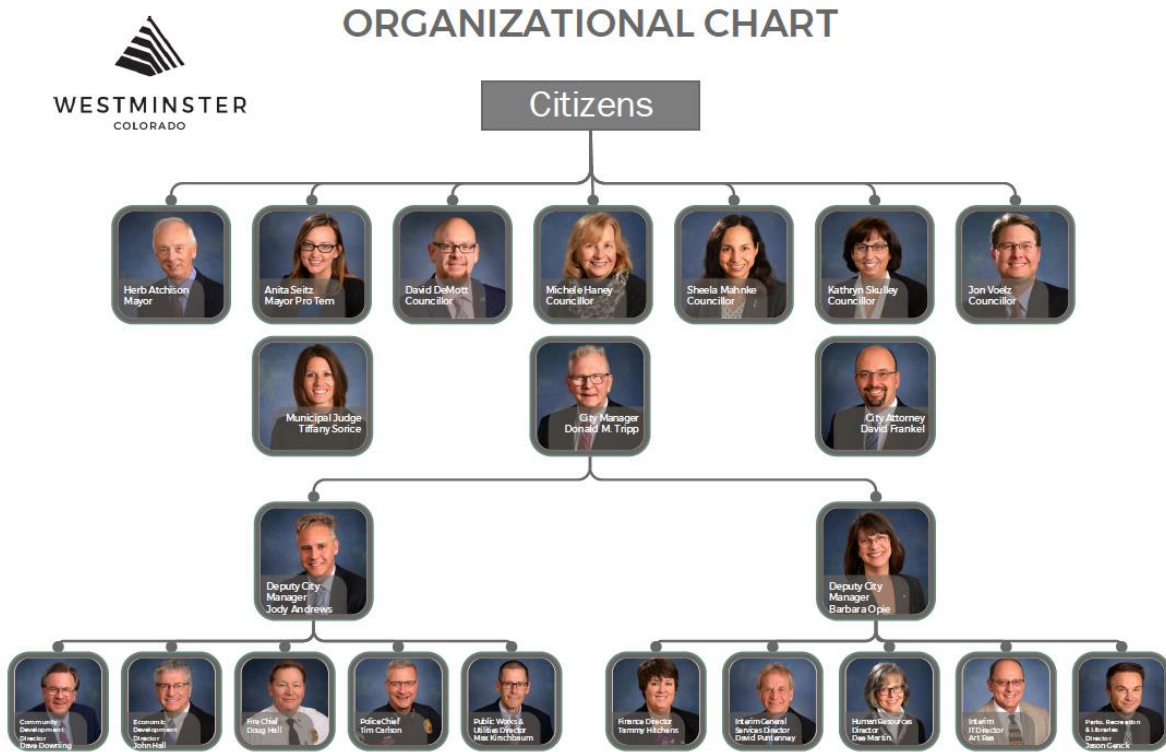 ORGANIZATIONAL CHART
WESTMINSTER
COLORADO
Citizens
Herb Atchison
Mayor
Anita Seitz
Mayor Pro Tem
David DeMott
Councillor
Michele Haney
Councillor
Sheela Mahnke
Councillor
Kathryn Skulley
Councillor
Jon Voelz
Councillor
Municipal Judge
Tiffany Sorice
City Manager
Donald M. Tripp
City Attorney
David Frankel
Deputy City
Manager
Jody Andrews
Deputy City
Manager
Barbara Opie
Community
Development
Director
Dave Downing
Economic
Development
Director
John Hall
Fire Chief
Doug Hall
Police Chief
Tim Carlson
Public Works &
Utilities Director
Max Kirschbaum
Finance Director
Tammy Hitchens
Interim General
Services Director
David Puntenney
Human Resources
Director
Dee Martin
Interim
IT Director
Art Rea
Parks, Recreation
& Libraries
Director
Jason Genck